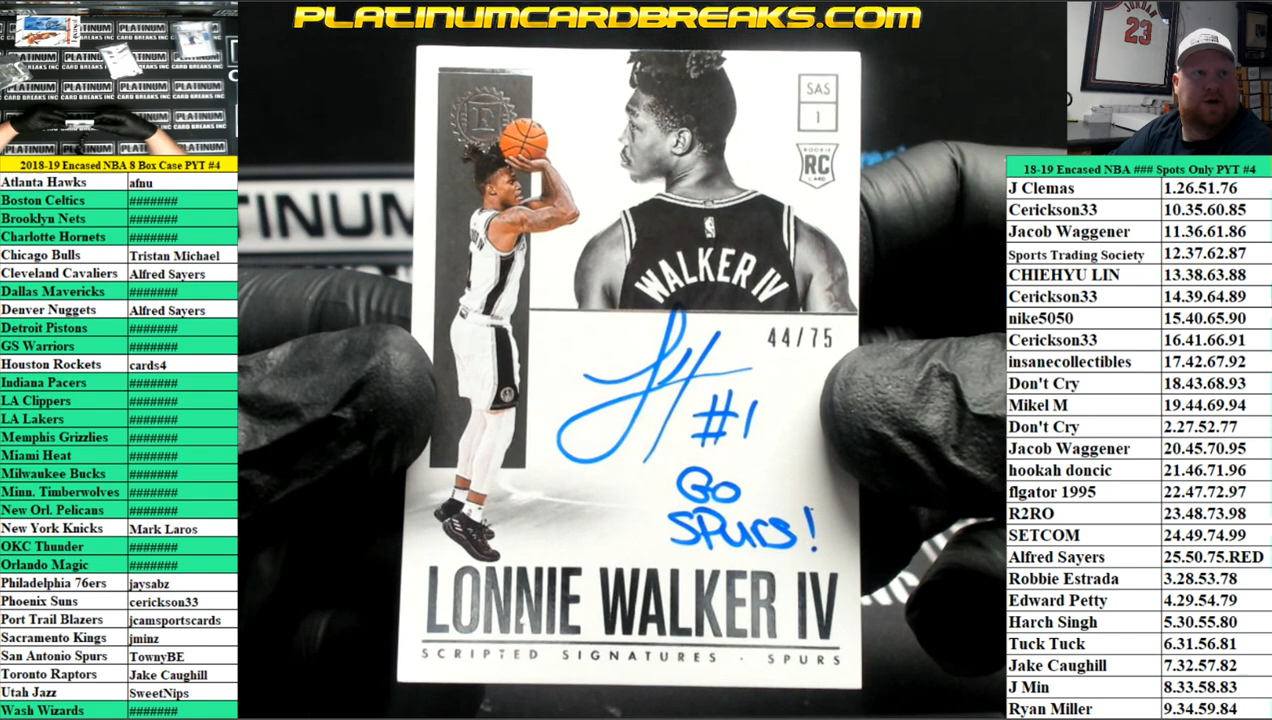 PLATINUMCARDBREAKS.COM
JORDAN
23
PLATINUM
CARD BREAKS INC
2018-19 Encased NBA 8 Box Case PYT #4
Atlanta Hawks afnu
Boston Celtics #######
Brooklyn Nets #######
Charlotte Hornets #######
Chicago Bulls Tristan Michael
Cleveland Cavaliers Alfred Sayers
Dallas Mavericks #######
Denver Nuggets Alfred Sayers
Detroit Pistons #######
GS Warriors #######
Houston Rockets cards4
Indiana Pacers #######
LA Clippers #######
LA Lakers #######
Memphis Grizzlies #######
Miami Heat #######
Milwaukee Bucks #######
Minn. Timberwolves #######
New Orl. Pelicans #######
New York Knicks Mark Laros
OKC Thunder #######
Orlando Magic #######
Philadelphia 76ers jaysabz
Phoenix Suns cerickson33
Port Trail Blazers jcamsportscards
Sacramento Kings jminz
San Antonio Spurs TownyBE
Toronto Raptors Jake Caughill
Utah Jazz SweetNips
Wash Wizards #######
E
SAS
1
ROOKIE
RC
CARD
WALKER IV
44/75
#1
GO
SPURS!
LONNIE WALKER IV
SCRIPTED SIGNATURES · SPURS
18-19 Encased NBA ### Spots Only PYT #4
J Clemas 1.26.51.76
Cerickson33 10.35.60.85
Jacob Waggener 11.36.61.86
Sports Trading Society 12.37.62.87
CHIEHYU LIN 13.38.63.88
Cerickson33 14.39.64.89
nike5050 15.40.65.90
Cerickson33 16.41.66.91
insanecollectibles 17.42.67.92
Don't Cry 18.43.68.93
Mikel M 19.44.69.94
Don't Cry 2.27.52.77
Jacob Waggener 20.45.70.95
hookah doncic 21.46.71.96
flgator 1995 22.47.72.97
R2RO 23.48.73.98
SETCOM 24.49.74.99
Alfred Sayers 25.50.75.RED
Robbie Estrada 3.28.53.78
Edward Petty 4.29.54.79
Harch Singh 5.30.55.80
Tuck Tuck 6.31.56.81
Jake Caughill 7.32.57.82
J Min 8.33.58.83
Ryan Miller 9.34.59.84